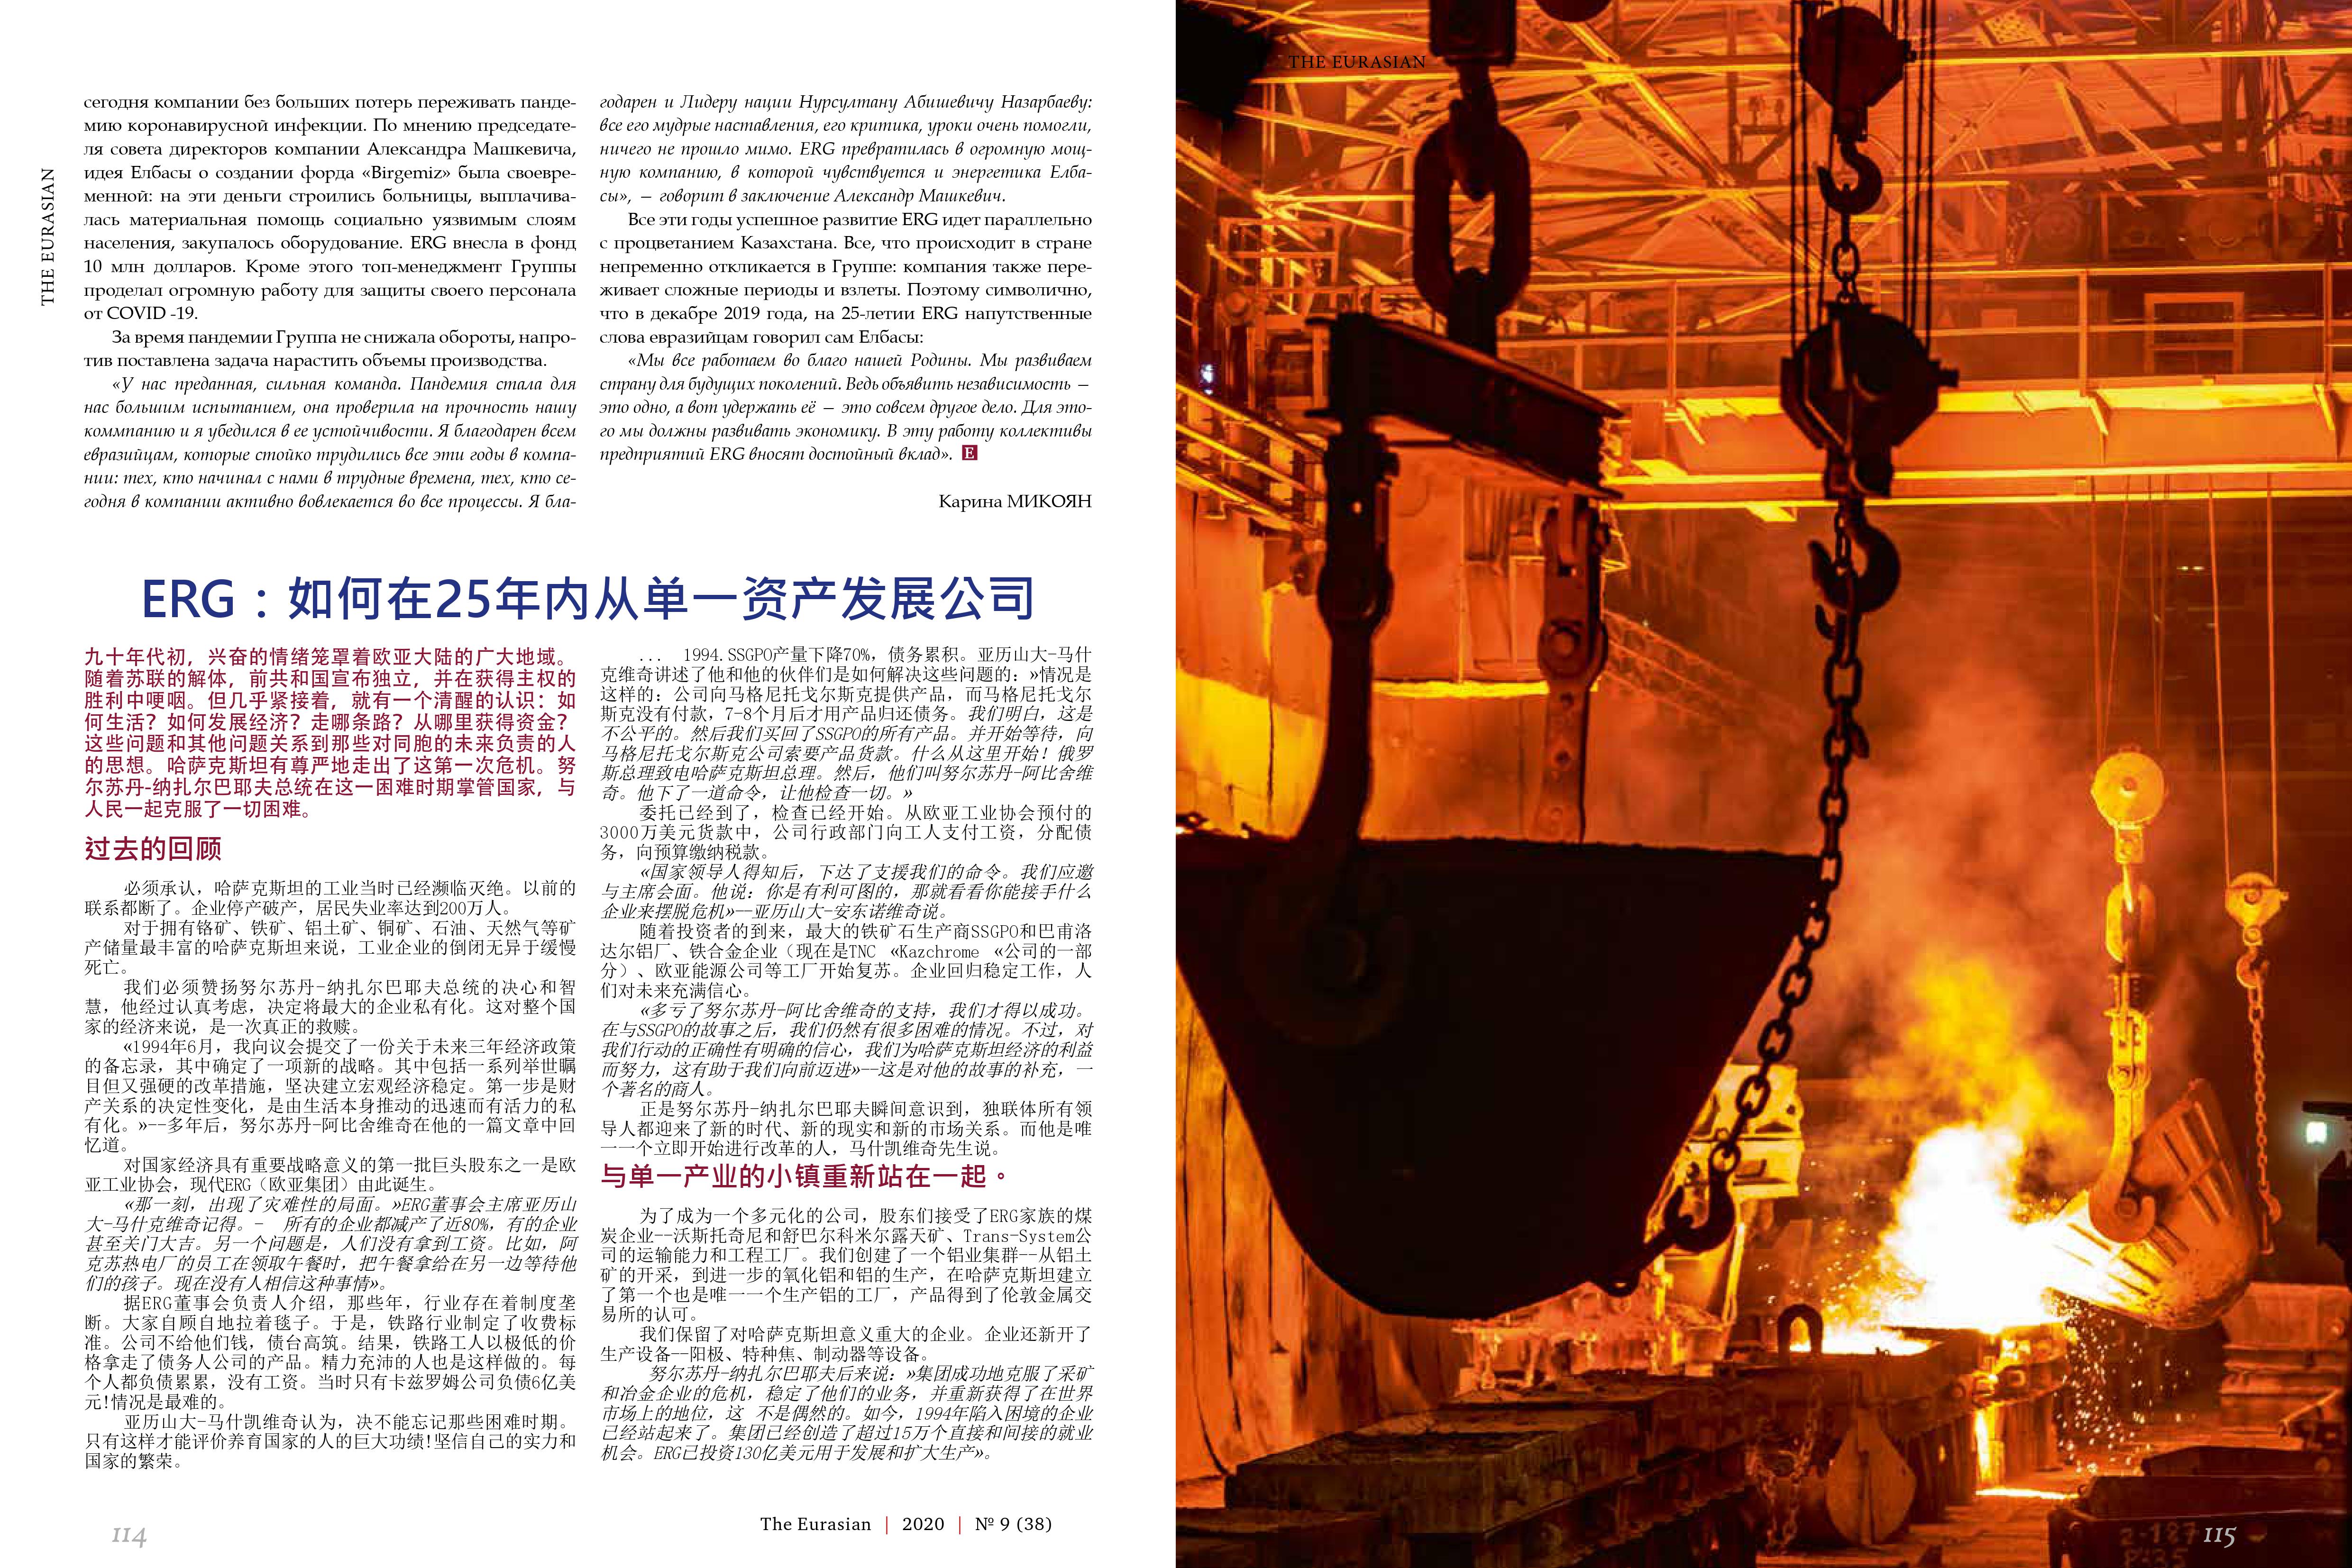 THE EURASIAN
сегодня компании без больших потерь переживать панде-
мию коронавирусной инфекции. По мнению председате-
ля совета директоров компании Александра Машкевича,
идея Елбасы о создании форда «Birgemiz» была своевре-
менной: на эти деньги строились больницы, выплачива-
лась материальная помощь социально уязвимым слоям
населения, закупалось оборудование. ERG внесла в фонд
10 млн долларов. Кроме этого топ-менеджмент Группы
проделал огромную работу для защиты своего персонала
от COVID -19.
За время пандемии Группа не снижала обороты, напро-
тив поставлена задача нарастить объемы производства.
«У нас преданная, сильная команда. Пандемия стала для
нас большим испытанием, она проверила на прочность нашу
коммпанию и я убедился в ее устойчивости. Я благодарен всем
евразийцам, которые стойко трудились все эти годы в компа-
нии: тех, кто начинал с нами в трудные времена, тех, кто се-
годня в компании активно вовлекается во все процессы. Я бла-
годарен и Лидеру нации Нурсултану Абишевичу Назарбаеву:
все его мудрые наставления, его критика, уроки очень помогли,
ничего не прошло мимо. ERG превратилась в огромную мощ-
ную компанию, в которой чувствуется и энергетика Елба-
сы», – говорит в заключение Александр Машкевич.
Все эти годы успешное развитие ERG идет параллельно
с процветанием Казахстана. Все, что происходит в стране
непременно откликается в Группе: компания также пере-
живает сложные периоды и взлеты. Поэтому символично,
что в декабре 2019 года, на 25-летии ERG напутственные
слова евразийцам говорил сам Елбасы:
«Мы все работаем во благо нашей Родины. Мы развиваем
страну для будущих поколений. Ведь объявить независимость –
это одно, а вот удержать её – это совсем другое дело. Для это-
го мы должны развивать экономику. В эту работу коллективы
предприятий ERG вносят достойный вклад». E
Карина МИКОЯН
ERG：如何在25年内从单一资产发展公司
九十年代初，兴奋的情绪笼罩着欧亚大陆的广大地域。
随着苏联的解体，前共和国宣布独立，并在获得主权的
胜利中哽咽。但几乎紧接着，就有一个清醒的认识：如
何生活？如何发展经济？走哪条路？从哪里获得资金？
这些问题和其他问题关系到那些对同胞的未来负责的人
的思想。哈萨克斯坦有尊严地走出了这第一次危机。努
尔苏丹-纳扎尔巴耶夫总统在这一困难时期掌管国家，与
人民一起克服了一切困难。
过去的回顾
必须承认，哈萨克斯坦的工业当时已经濒临灭绝。以前的
联系都断了。企业停产破产，居民失业率达到200万人。
对于拥有铬矿、铁矿、铝土矿、铜矿、石油、天然气等矿
产储量最丰富的哈萨克斯坦来说，工业企业的倒闭无异于缓慢
死亡。
我们必须赞扬努尔苏丹-纳扎尔巴耶夫总统的决心和智
慧，他经过认真考虑，决定将最大的企业私有化。这对整个国
家的经济来说，是一次真正的救赎。
«1994年6月，我向议会提交了一份关于未来三年经济政策
的备忘录，其中确定了一项新的战略。其中包括一系列举世瞩
目但又强硬的改革措施，坚决建立宏观经济稳定。第一步是财
产关系的决定性变化，是由生活本身推动的迅速而有活力的私
有化。»--多年后，努尔苏丹-阿比舍维奇在他的一篇文章中回
忆道。
对国家经济具有重要战略意义的第一批巨头股东之一是欧
亚工业协会，现代ERG（欧亚集团）由此诞生。
«那一刻，出现了灾难性的局面。»ERG董事会主席亚历山
大-马什克维奇记得。- 所有的企业都减产了近80%，有的企业
甚至关门大吉。另一个问题是，人们没有拿到工资。比如，阿
克苏热电厂的员工在领取午餐时，把午餐拿给在另一边等待他
们的孩子。现在没有人相信这种事情»。
据ERG董事会负责人介绍，那些年，行业存在着制度垄
断。大家自顾自地拉着毯子。于是，铁路行业制定了收费标
准。公司不给他们钱，债台高筑。结果，铁路工人以极低的价
格拿走了债务人公司的产品。精力充沛的人也是这样做的。每
个人都负债累累，没有工资。当时只有卡兹罗姆公司负债6亿美
元!情况是最难的。
亚历山大-马什凯维奇认为，决不能忘记那些困难时期。
只有这样才能评价养育国家的人的巨大功绩!坚信自己的实力和
国家的繁荣。
... 1994.SSGPO产量下降70%，债务累积。亚历山大-马什
克维奇讲述了他和他的伙伴们是如何解决这些问题的：»情况是
这样的：公司向马格尼托戈尔斯克提供产品，而马格尼托戈尔
斯克没有付款，7-8个月后才用产品归还债务。我们明白，这是
不公平的。然后我们买回了SSGPO的所有产品。并开始等待，向
马格尼托戈尔斯克公司索要产品货款。什么从这里开始！俄罗
斯总理致电哈萨克斯坦总理。然后，他们叫努尔苏丹-阿比舍维
奇。他下了一道命令，让他检查一切。»
委托已经到了，检查已经开始。从欧亚工业协会预付的
3000万美元货款中，公司行政部门向工人支付工资，分配债
务，向预算缴纳税款。
«国家领导人得知后，下达了支援我们的命令。我们应邀
与主席会面。他说：你是有利可图的，那就看看你能接手什么
企业来摆脱危机»—亚历山大-安东诺维奇说。
随着投资者的到来，最大的铁矿石生产商SSGPO和巴甫洛
达尔铝厂、铁合金企业（现在是TNC «Kazchrome «公司的一部
分）、欧亚能源公司等工厂开始复苏。企业回归稳定工作，人
们对未来充满信心。
«多亏了努尔苏丹-阿比舍维奇的支持，我们才得以成功。
在与SSGPO的故事之后，我们仍然有很多困难的情况。不过，对
我们行动的正确性有明确的信心，我们为哈萨克斯坦经济的利益
而努力，这有助于我们向前迈进»--这是对他的故事的补充，一
个著名的商人。
正是努尔苏丹-纳扎尔巴耶夫瞬间意识到，独联体所有领
导人都迎来了新的时代、新的现实和新的市场关系。而他是唯
一一个立即开始进行改革的人，马什凯维奇先生说。
与单一产业的小镇重新站在一起。
为了成为一个多元化的公司，股东们接受了ERG家族的煤
炭企业--沃斯托奇尼和舒巴尔科米尔露天矿、Trans-System公
司的运输能力和工程工厂。我们创建了一个铝业集群--从铝土
矿的开采，到进一步的氧化铝和铝的生产，在哈萨克斯坦建立
了第一个也是唯一一个生产铝的工厂，产品得到了伦敦金属交
易所的认可。
我们保留了对哈萨克斯坦意义重大的企业。企业还新开了
生产设备--阳极、特种焦、制动器等设备。
努尔苏丹-纳扎尔巴耶夫后来说：»集团成功地克服了采矿
和冶金企业的危机，稳定了他们的业务，并重新获得了在世界
市场上的地位，这 不是偶然的。如今，1994年陷入困境的企业
已经站起来了。集团已经创造了超过15万个直接和间接的就业
机会。ERG已投资130亿美元用于发展和扩大生产»。
114
The Eurasian | 2020 | № 9 (38)
THE EURASIAN
2-187
115